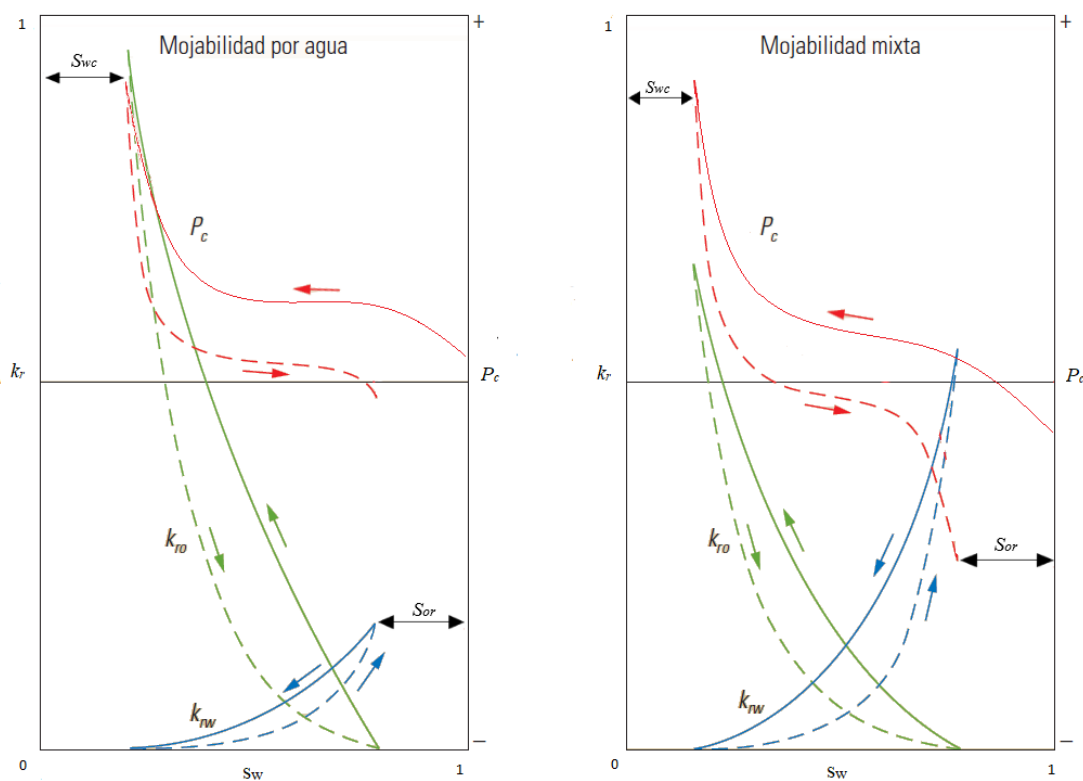 1
+
Mojabilidad por agua
Swc
Pc
kr
Pc
kro
Sor
krw
0
sw
1
−
1
+
Mojabilidad mixta
Swc
Pc
kr
Pc
kro
Sor
krw
0
sw
1
−